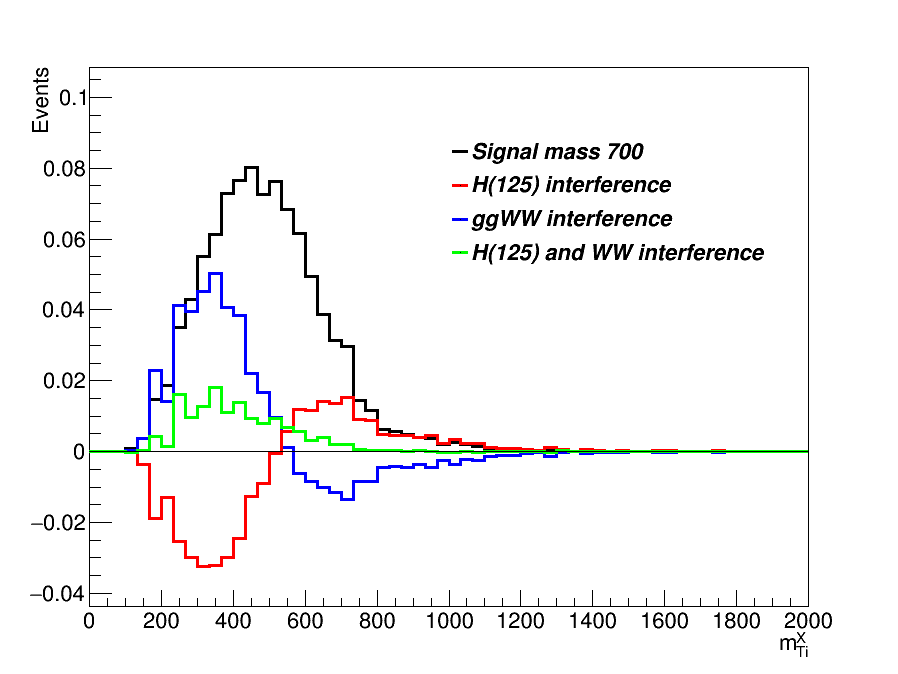 Events
0.1
0.08
0.06
0.04
0.02
0
−0.02
−0.04
Signal mass 700
H(125) interference
ggWW interference
H(125) and WW interference
0 200 400 600 800 1000 1200 1400 1600 1800 2000
m^X_Ti